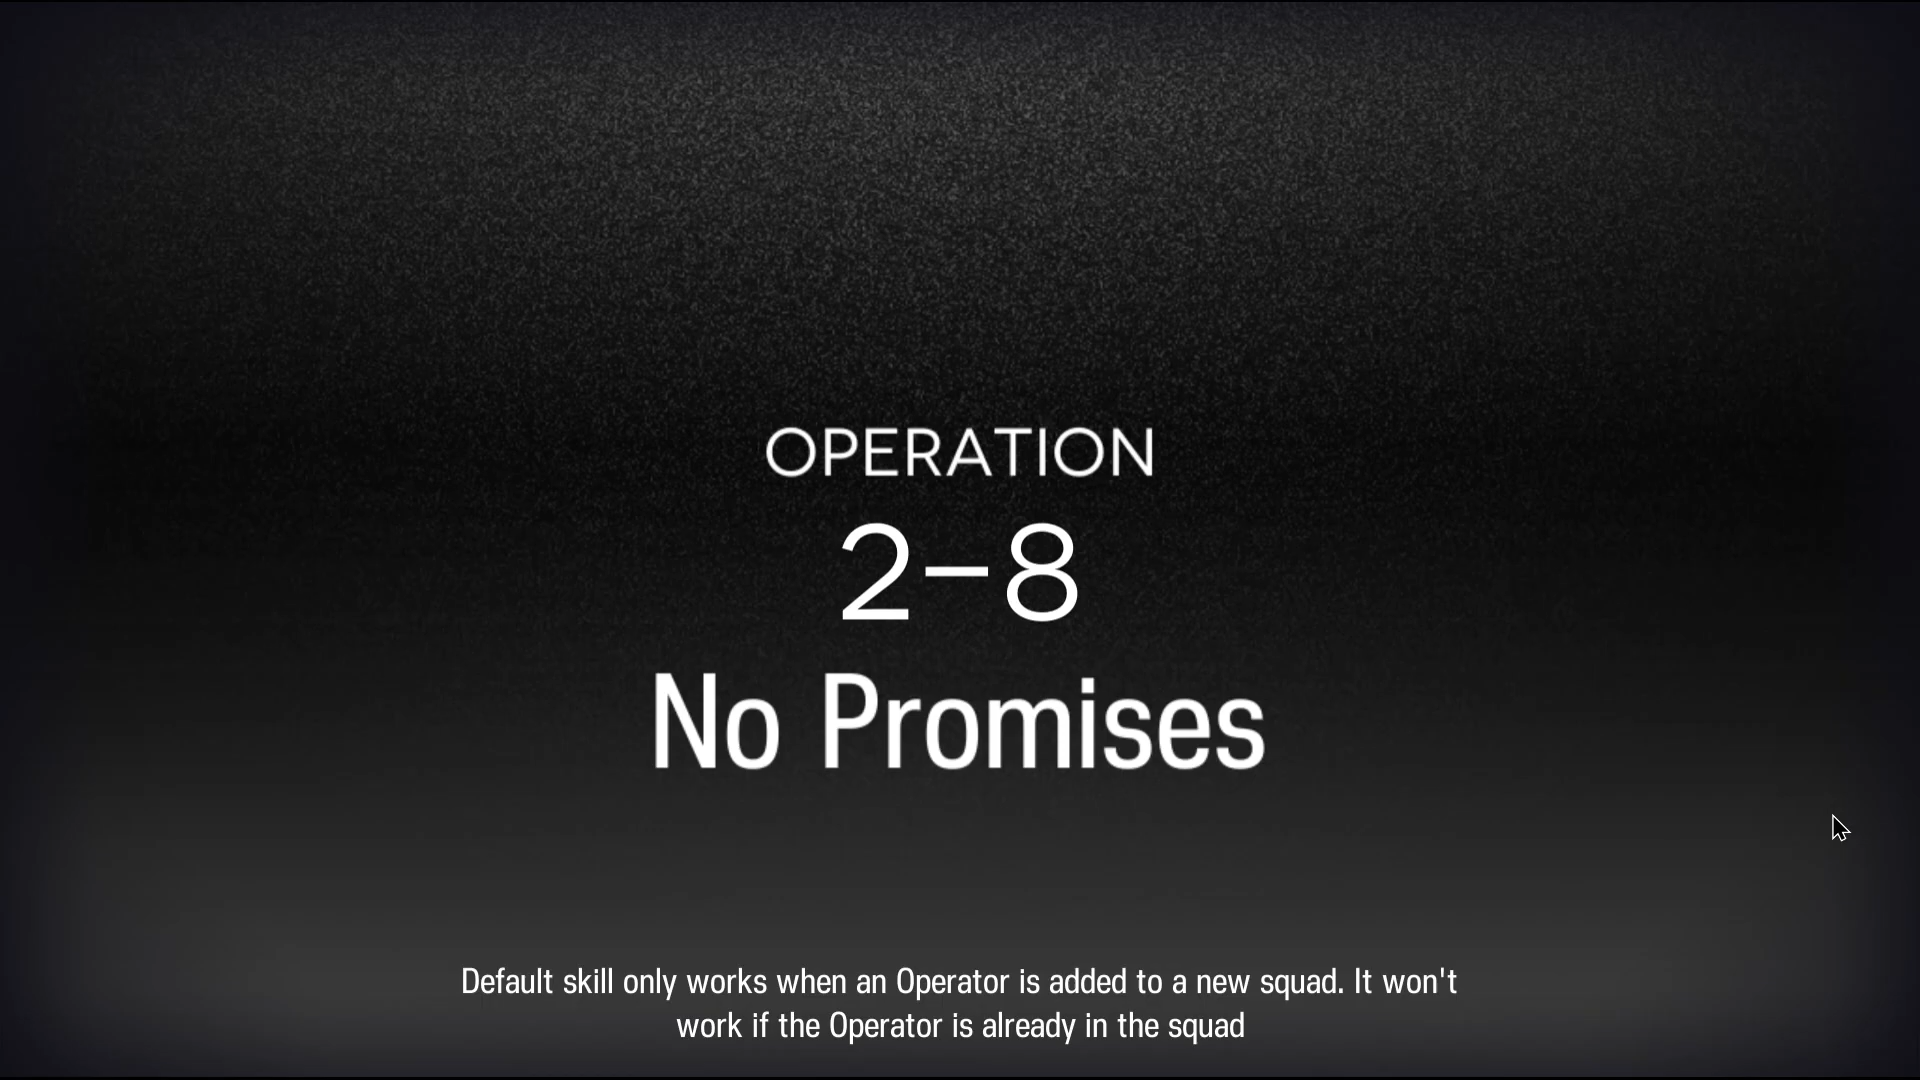 OPERATION
2–8
No Promises
Default skill only works when an Operator is added to a new squad. It won't
work if the Operator is already in the squad